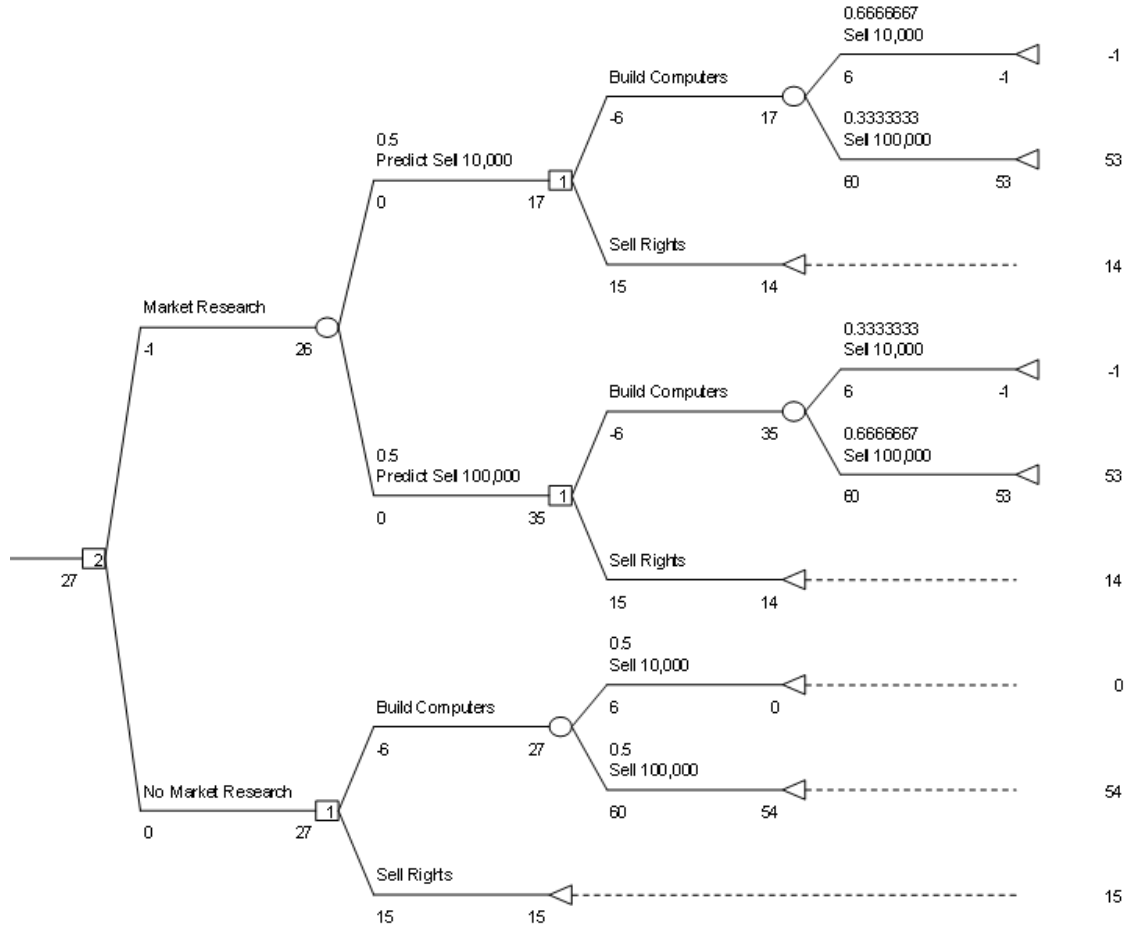 0.6666667
Sell 10,000
-1
Build Computers
6 -1
-6 17
0.3333333
0.5
Sell 100,000
Predict Sell 10,000
53
1
60 53
0 17
Sell Rights
14
15 14
Market Research
0.3333333
-1 26
Sell 10,000
-1
Build Computers
6 -1
-6 35
0.6666667
0.5
Sell 100,000
Predict Sell 100,000
53
1
60 53
0 35
2
Sell Rights
27
14
15 14
0.5
Sell 10,000
0
Build Computers
6 0
-6 27
0.5
Sell 100,000
No Market Research
54
1
60 54
0 27
Sell Rights
15
15 15